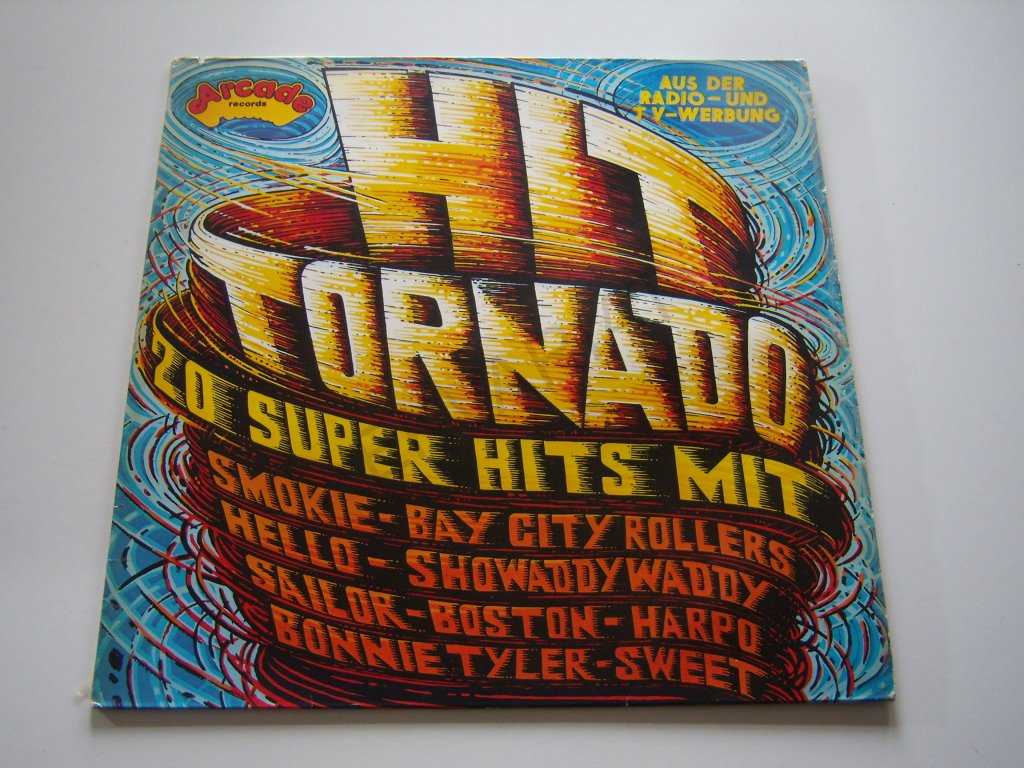 Arcade
records
AUS DER
RADIO-UND
TV-WERBUNG
HIT
TORNADO
20 SUPER HITS MIT
SMOKIE-BAY CITY ROLLERS
HELLO-SHOWADDYWADDY
SAILOR-BOSTON-HARPO
BONNIE TYLER-SWEET